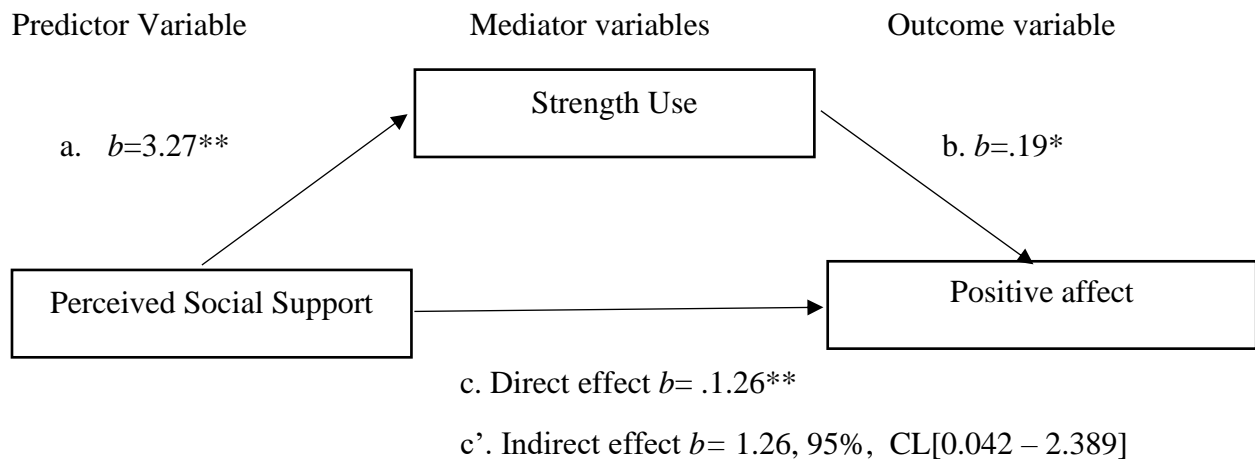 Predictor Variable Mediator variables Outcome variable
Strength Use
a. b=3.27** b. b=.19*
Perceived Social Support Positive affect
c. Direct effect b= .1.26**
c’. Indirect effect b= 1.26, 95%, CL[0.042 – 2.389]